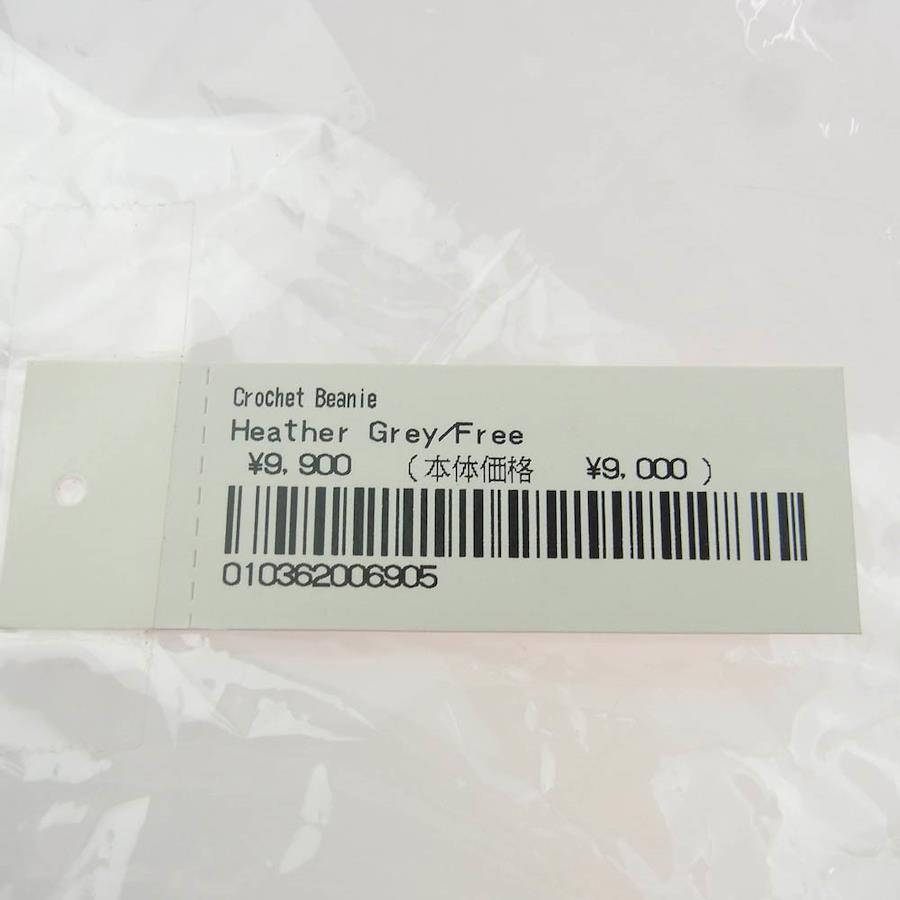 Crochet Beanie
Heather Grey/Free
¥9,900 (本体価格 ¥9,000)
010362006905